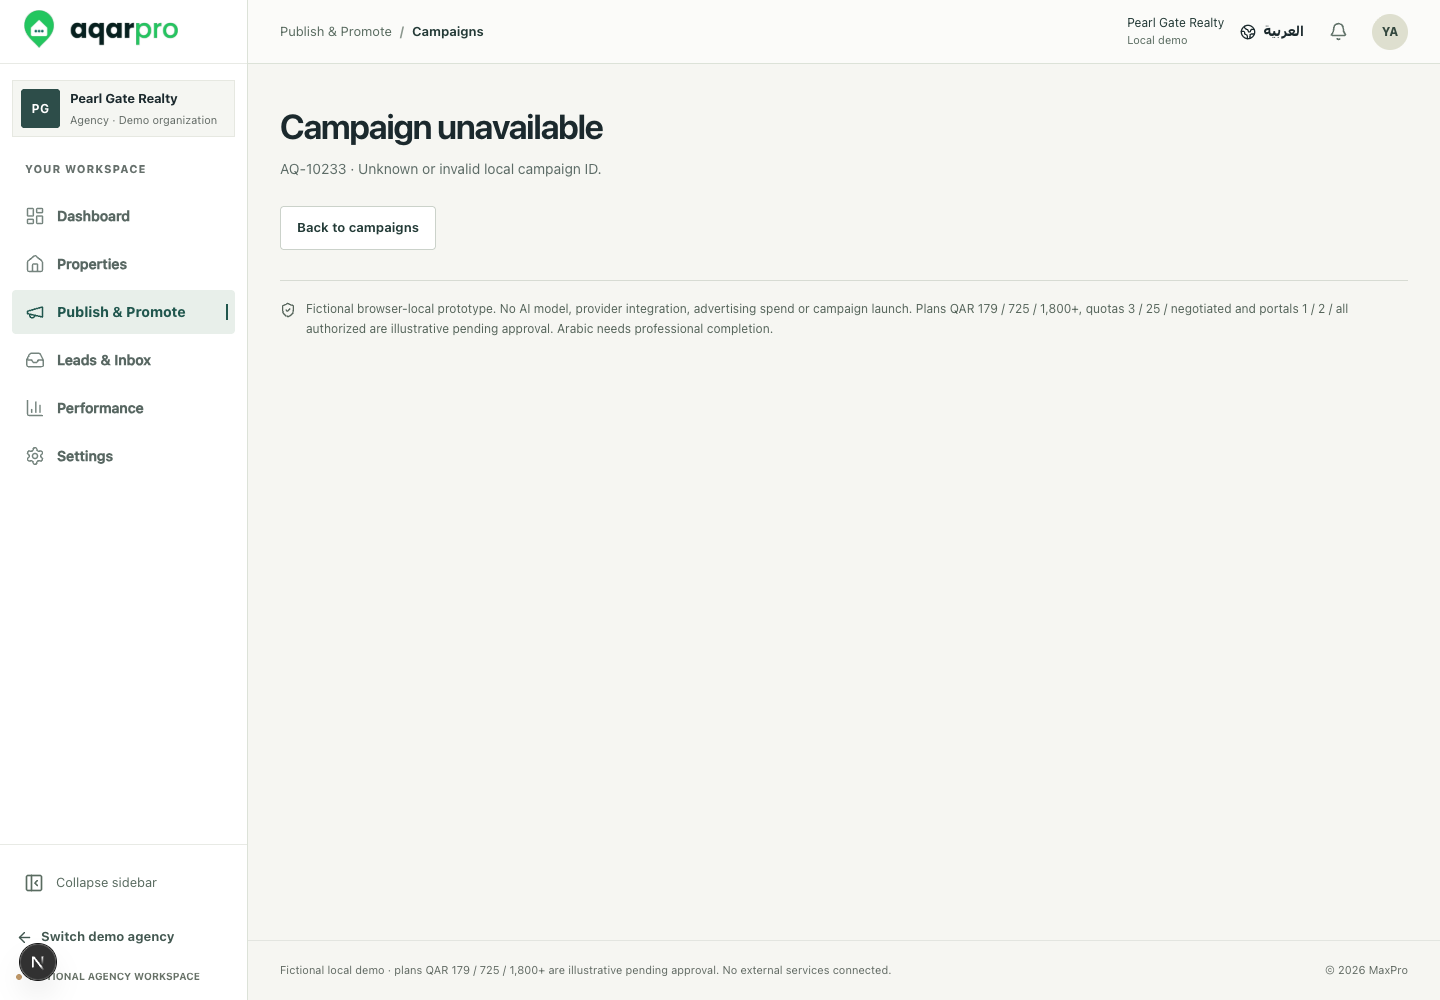 aqarpro
PG
Pearl Gate Realty
Agency · Demo organization
YOUR WORKSPACE
Dashboard
Properties
Publish & Promote
Leads & Inbox
Performance
Settings
Collapse sidebar
Switch demo agency
AGENCY WORKSPACE
N
Publish & Promote / Campaigns
Pearl Gate Realty
Local demo
العربية
YA
Campaign unavailable
AQ-10233 · Unknown or invalid local campaign ID.
Back to campaigns
Fictional browser-local prototype. No AI model, provider integration, advertising spend or campaign launch. Plans QAR 179 / 725 / 1,800+, quotas 3 / 25 / negotiated and portals 1 / 2 / all
authorized are illustrative pending approval. Arabic needs professional completion.
Fictional local demo · plans QAR 179 / 725 / 1,800+ are illustrative pending approval. No external services connected.
© 2026 MaxPro